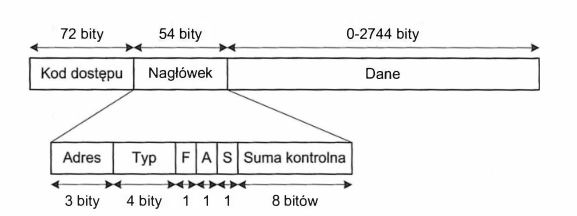 72 bity 54 bity 0-2744 bity
Kod dostępu Nagłówek Dane
Adres Typ F A S Suma kontrolna
3 bity 4 bity 1 1 1 8 bitów